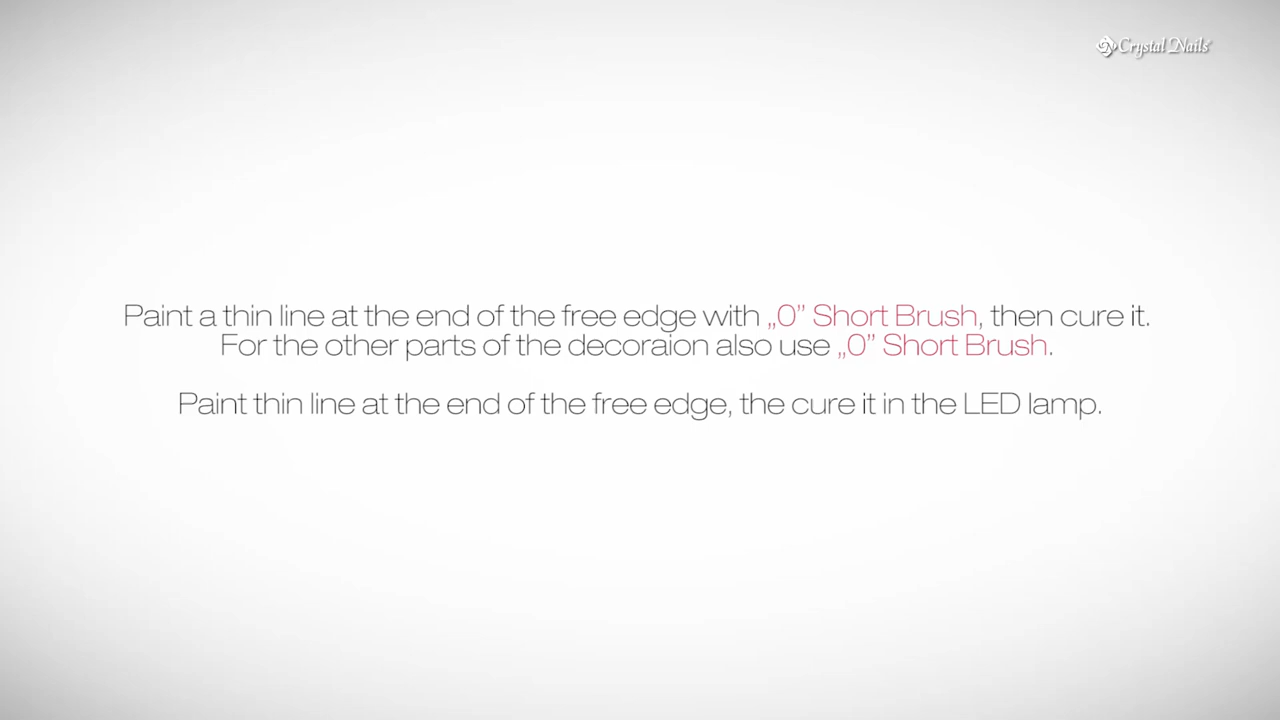 Crystal Nails
Paint a thin line at the end of the free edge with „0” Short Brush, then cure it.
For the other parts of the decoraion also use „0” Short Brush.
Paint thin line at the end of the free edge, the cure it in the LED lamp.